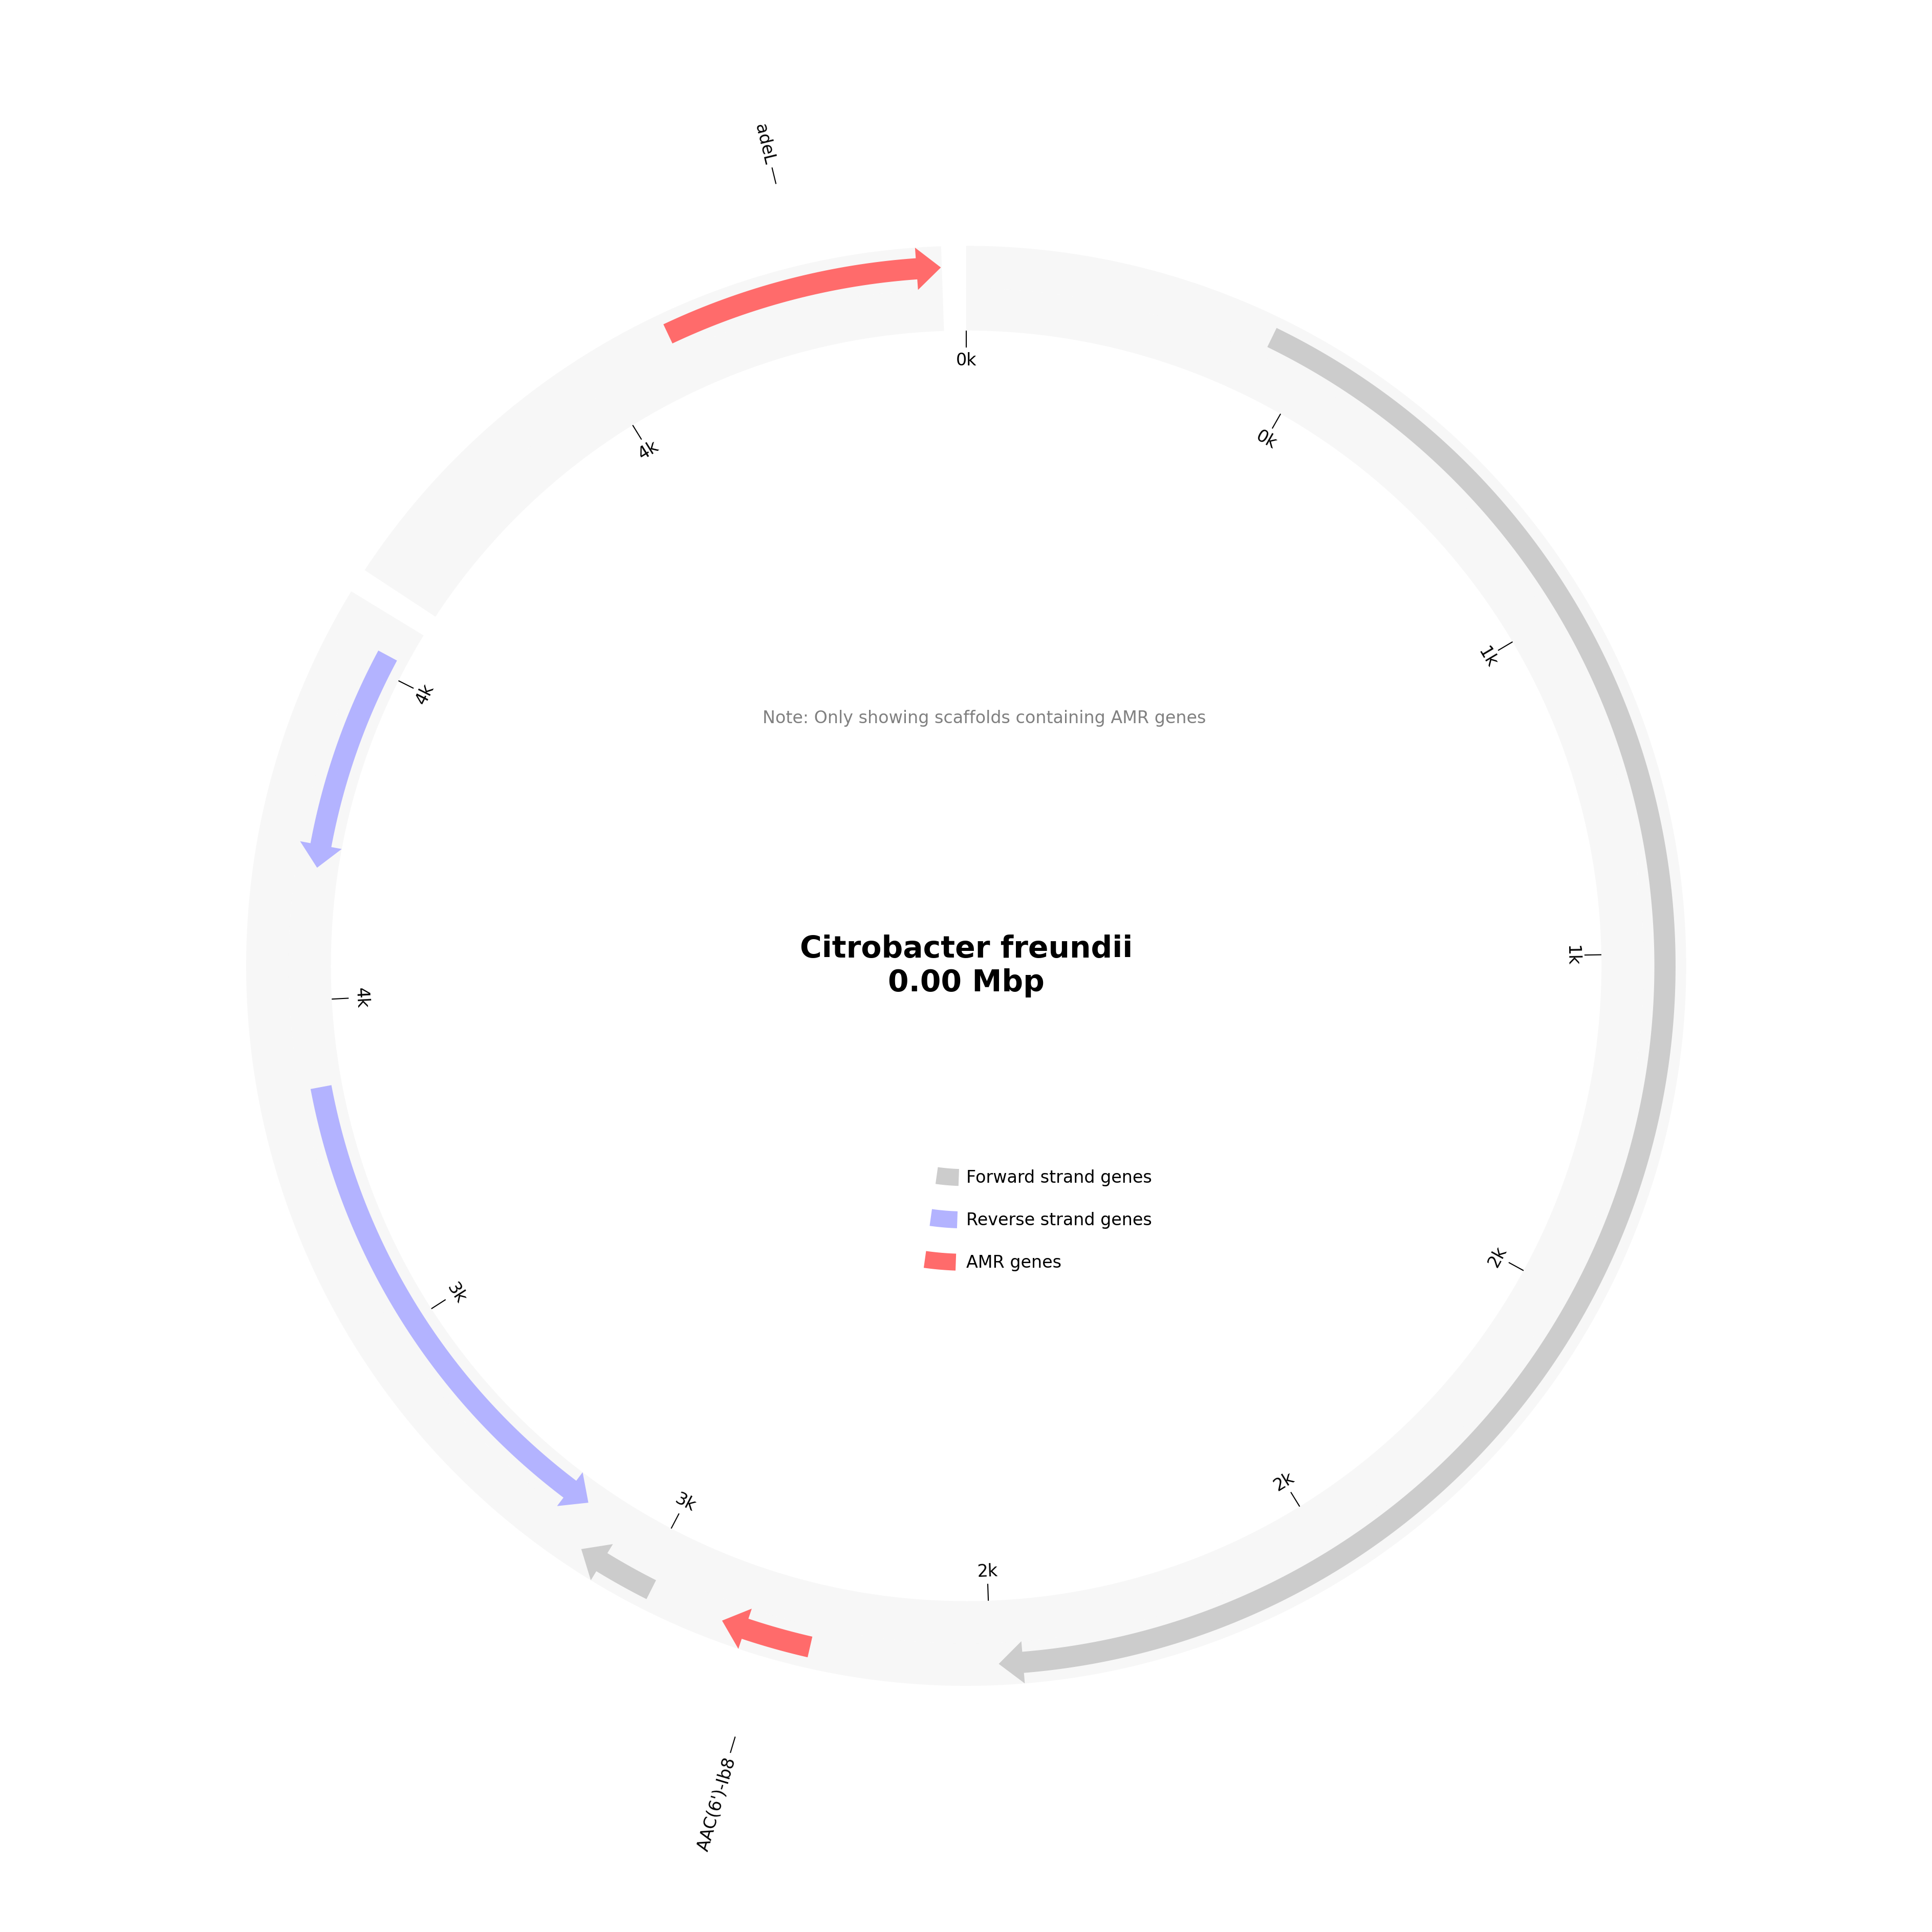 adeL
0k
0k
1k
1k
2k
2k
2k
3k
3k
4k
4k
4k
Note: Only showing scaffolds containing AMR genes
Citrobacter freundii
0.00 Mbp
Forward strand genes
Reverse strand genes
AMR genes
AAC(6')-Ib8